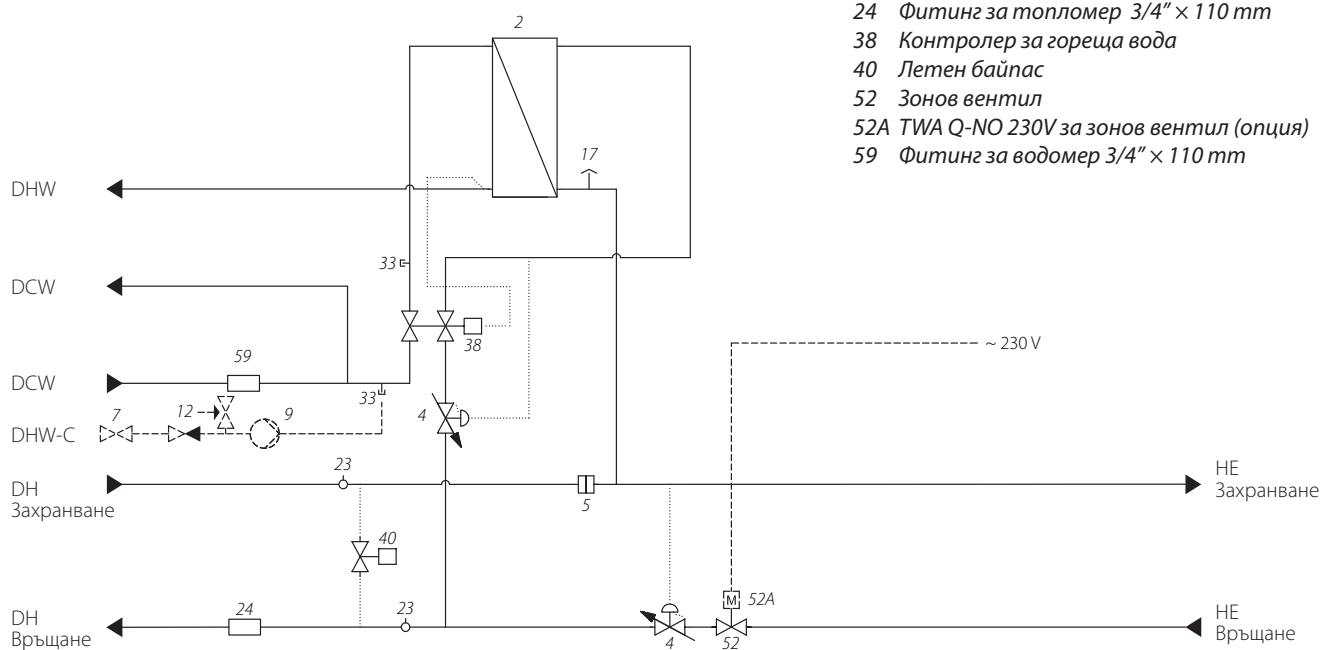 24 Фитинг за топломер 3/4" × 110 mm
38 Контролер за гореща вода
40 Летен байпас
52 Зонов вентил
52A TWA Q-NO 230V за зонов вентил (опция)
59 Фитинг за водомер 3/4" × 110 mm
2
17
DHW
33
DCW
38
~ 230 V
59
DCW
33
7
12
9
4
DHW-C
23
DH
Захранване
5
HE
Захранване
40
24
23
M
52A
DH
Връщане
4
52
HE
Връщане